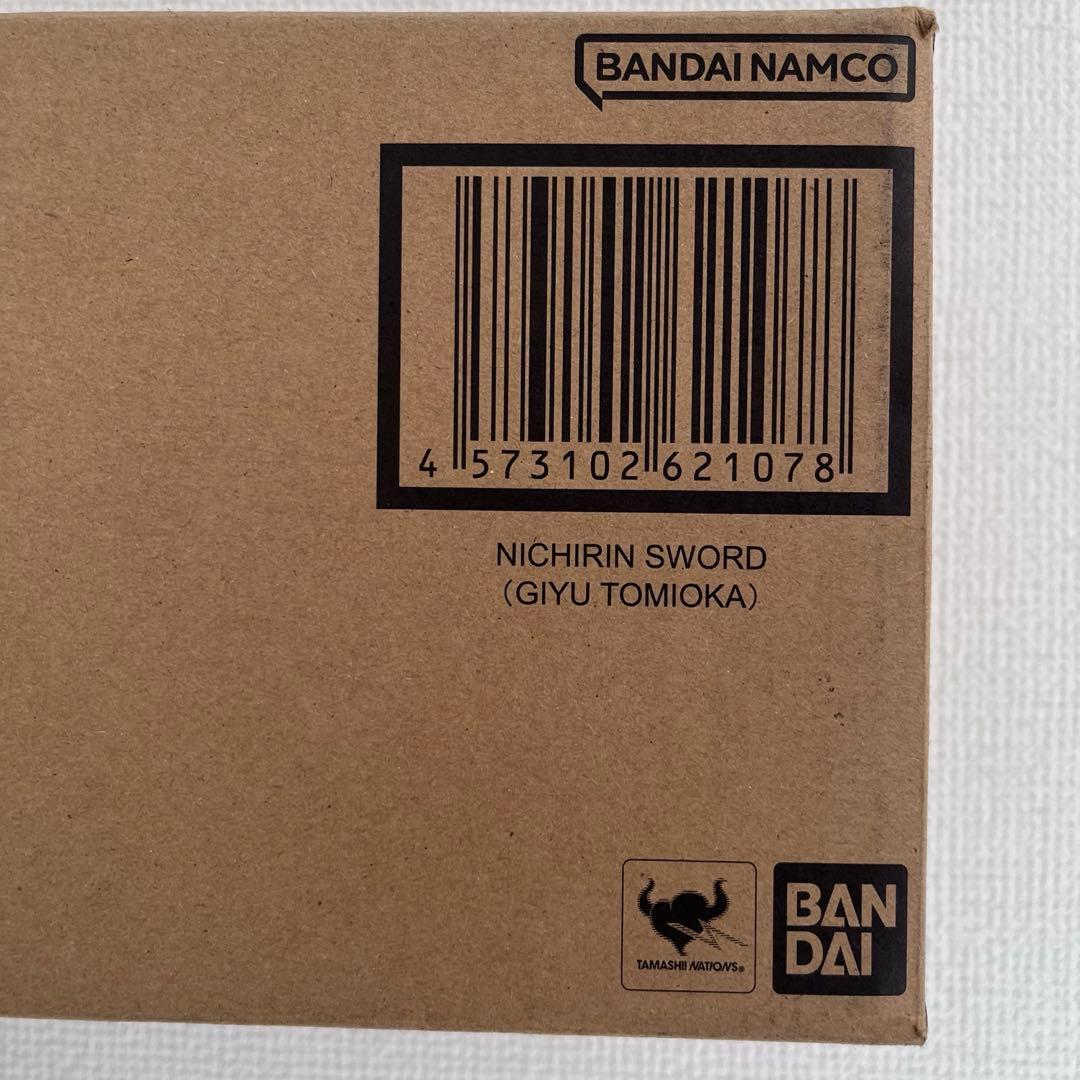 BANDAI NAMCO
4 573102 621078
NICHIRIN SWORD
（GIYU TOMIOKA）
TAMASHII NATIONS®
BAN
DAI